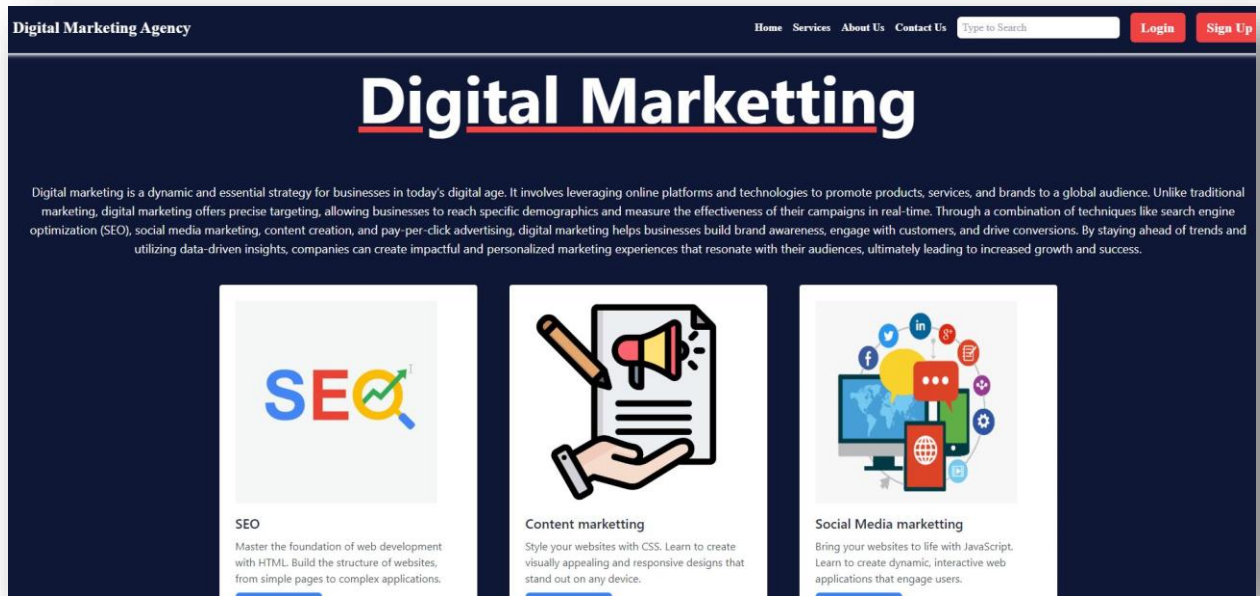 Digital Marketing Agency
Home Services About Us Contact Us Type to Search Login Sign Up
Digital Marketting
Digital marketing is a dynamic and essential strategy for businesses in today's digital age. It involves leveraging online platforms and technologies to promote products, services, and brands to a global audience. Unlike traditional
marketing, digital marketing offers precise targeting, allowing businesses to reach specific demographics and measure the effectiveness of their campaigns in real-time. Through a combination of techniques like search engine
optimization (SEO), social media marketing, content creation, and pay-per-click advertising, digital marketing helps businesses build brand awareness, engage with customers, and drive conversions. By staying ahead of trends and
utilizing data-driven insights, companies can create impactful and personalized marketing experiences that resonate with their audiences, ultimately leading to increased growth and success.
SEO
in
g+
f
SEO
Master the foundation of web development
with HTML. Build the structure of websites,
from simple pages to complex applications.
Content marketting
Style your websites with CSS. Learn to create
visually appealing and responsive designs that
stand out on any device.
Social Media marketting
Bring your websites to life with JavaScript.
Learn to create dynamic, interactive web
applications that engage users.